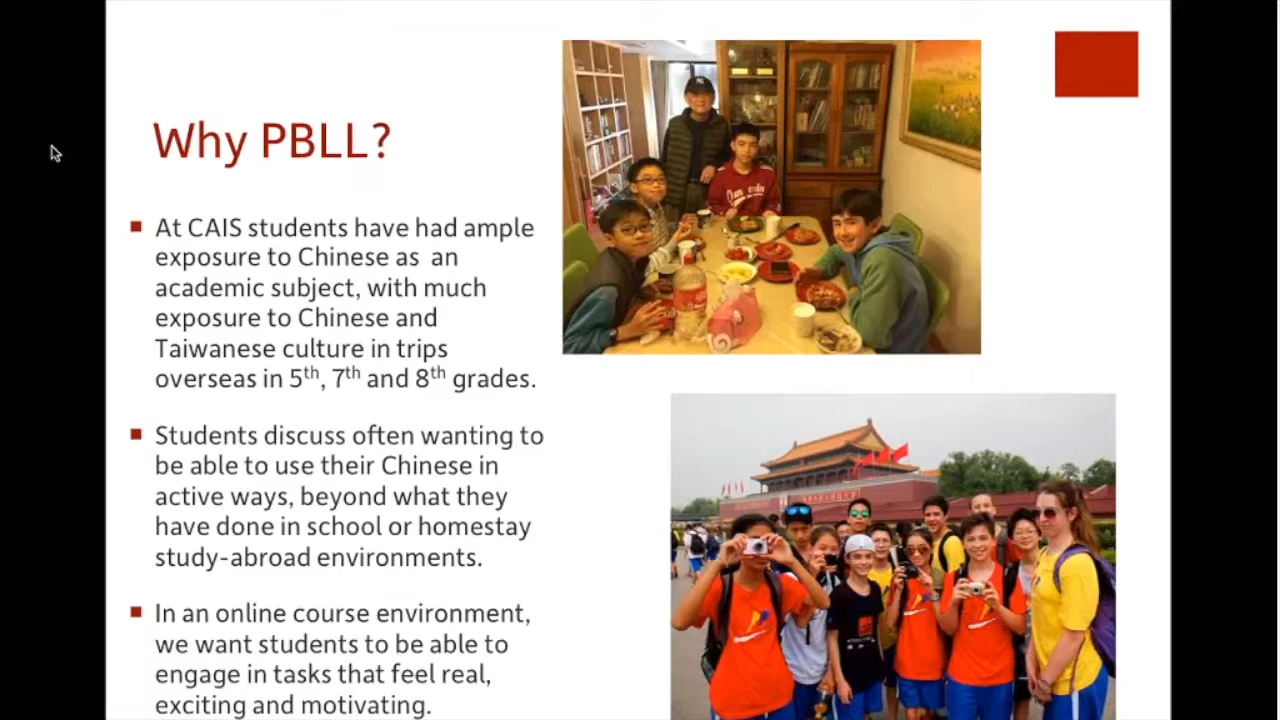 Why PBLL?
▪ At CAIS students have had ample
exposure to Chinese as an
academic subject, with much
exposure to Chinese and
Taiwanese culture in trips
overseas in 5th, 7th and 8th grades.
▪ Students discuss often wanting to
be able to use their Chinese in
active ways, beyond what they
have done in school or homestay
study-abroad environments.
▪ In an online course environment,
we want students to be able to
engage in tasks that feel real,
exciting and motivating.